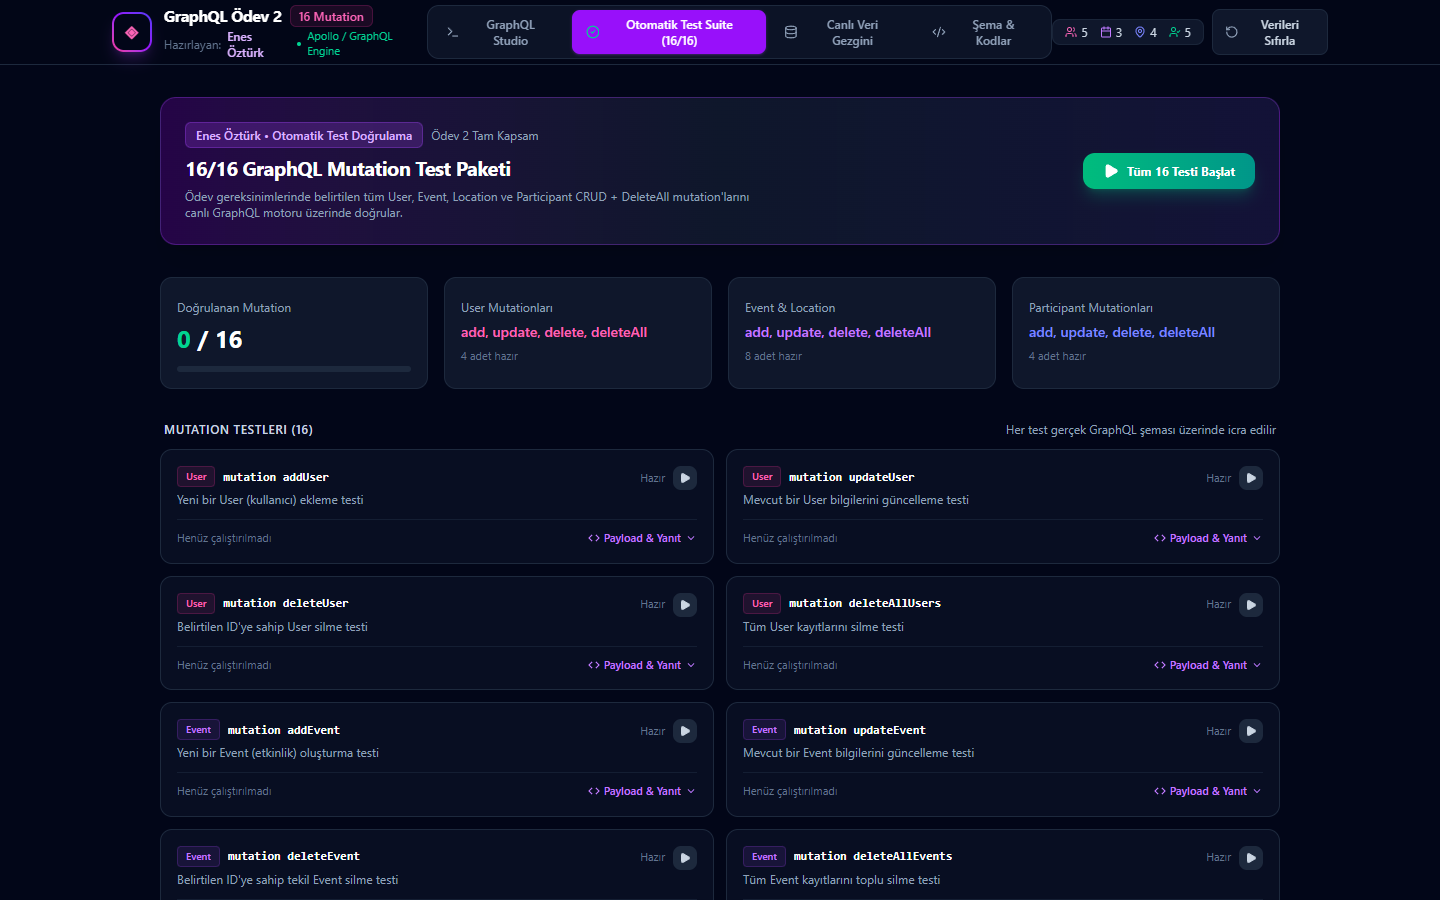 GraphQL Ödev 2
16 Mutation
Hazırlayan:
Enes
Öztürk
Apollo / GraphQL
Engine
GraphQL
Studio
Otomatik Test Suite
(16/16)
Canlı Veri
Gezgini
Şema &
Kodlar
5 3 4 5
Verileri
Sıfırla
Enes Öztürk • Otomatik Test Doğrulama
Ödev 2 Tam Kapsam
16/16 GraphQL Mutation Test Paketi
Ödev gereksinimlerinde belirtilen tüm User, Event, Location ve Participant CRUD + DeleteAll mutation'larını
canlı GraphQL motoru üzerinde doğrular.
Tüm 16 Testi Başlat
Doğrulanan Mutation
0 / 16
User Mutationları
add, update, delete, deleteAll
4 adet hazır
Event & Location
add, update, delete, deleteAll
8 adet hazır
Participant Mutationları
add, update, delete, deleteAll
4 adet hazır
MUTATION TESTLERI (16)
Her test gerçek GraphQL şeması üzerinde icra edilir
User mutation addUser Hazır
Yeni bir User (kullanıcı) ekleme testi
Henüz çalıştırılmadı <> Payload & Yanıt
User mutation updateUser Hazır
Mevcut bir User bilgilerini güncelleme testi
Henüz çalıştırılmadı <> Payload & Yanıt
User mutation deleteUser Hazır
Belirtilen ID'ye sahip User silme testi
Henüz çalıştırılmadı <> Payload & Yanıt
User mutation deleteAllUsers Hazır
Tüm User kayıtlarını silme testi
Henüz çalıştırılmadı <> Payload & Yanıt
Event mutation addEvent Hazır
Yeni bir Event (etkinlik) oluşturma testi
Henüz çalıştırılmadı <> Payload & Yanıt
Event mutation updateEvent Hazır
Mevcut bir Event bilgilerini güncelleme testi
Henüz çalıştırılmadı <> Payload & Yanıt
Event mutation deleteEvent Hazır
Belirtilen ID'ye sahip tekil Event silme testi
Event mutation deleteAllEvents Hazır
Tüm Event kayıtlarını toplu silme testi